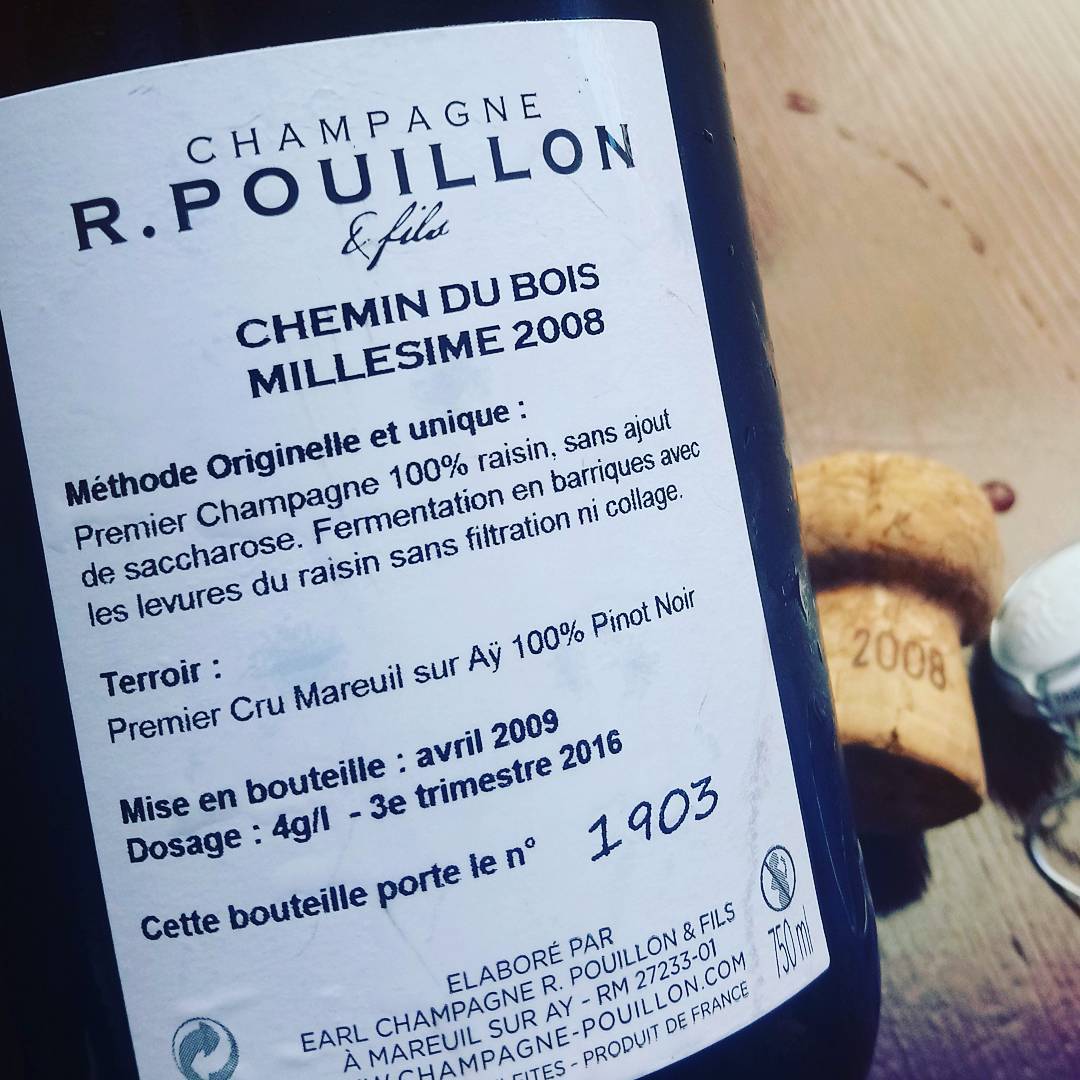 CHAMPAGNE
R. POUILLON
& fils
CHEMIN DU BOIS
MILLESIME 2008
Méthode Originelle et unique :
Premier Champagne 100% raisin, sans ajout
de saccharose. Fermentation en barriques avec
les levures du raisin sans filtration ni collage.
Terroir :
Premier Cru Mareuil sur Aÿ 100% Pinot Noir
Mise en bouteille : avril 2009
Dosage : 4g/l - 3e trimestre 2016
Cette bouteille porte le n° 1903
ELABORÉ PAR
EARL CHAMPAGNE R. POUILLON & FILS
À MAREUIL SUR AY - RM 27233-01
CHAMPAGNE-POUILLON.COM
- PRODUIT DE FRANCE
750 ml
2008